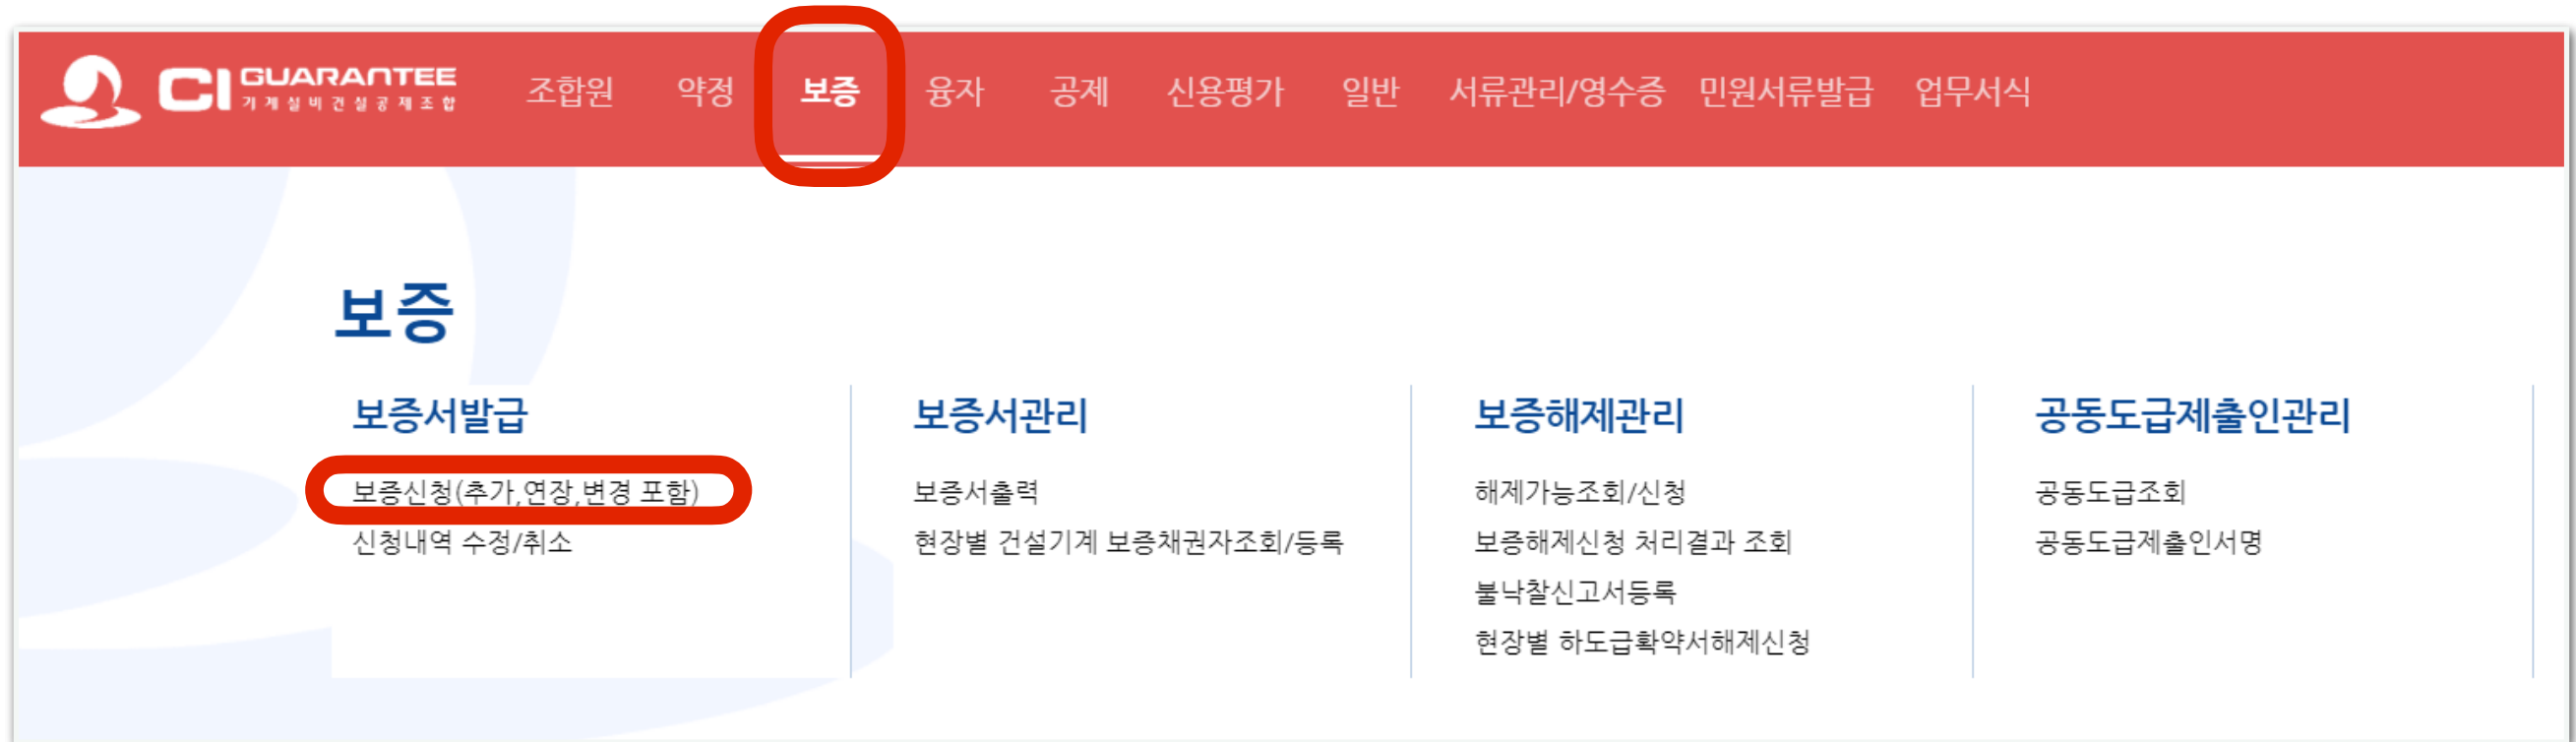 CI GUARANTEE
기계설비건설공제조합
조합원 약정 보증 융자 공제 신용평가 일반 서류관리/영수증 민원서류발급 업무서식
보증
보증서발급
보증신청(추가,연장,변경 포함)
신청내역 수정/취소
보증서관리
보증서출력
현장별 건설기계 보증채권자조회/등록
보증해제관리
해제가능조회/신청
보증해제신청 처리결과 조회
불낙찰신고서등록
현장별 하도급확약서해제신청
공동도급제출인관리
공동도급조회
공동도급제출인서명